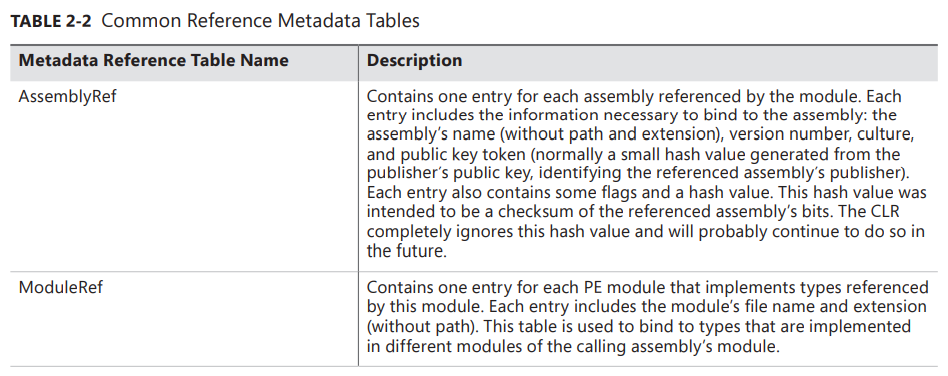 TABLE 2-2 Common Reference Metadata Tables
Metadata Reference Table Name
Description
AssemblyRef
Contains one entry for each assembly referenced by the module. Each
entry includes the information necessary to bind to the assembly: the
assembly’s name (without path and extension), version number, culture,
and public key token (normally a small hash value generated from the
publisher’s public key, identifying the referenced assembly’s publisher).
Each entry also contains some flags and a hash value. This hash value was
intended to be a checksum of the referenced assembly’s bits. The CLR
completely ignores this hash value and will probably continue to do so in
the future.
ModuleRef
Contains one entry for each PE module that implements types referenced
by this module. Each entry includes the module’s file name and extension
(without path). This table is used to bind to types that are implemented
in different modules of the calling assembly’s module.